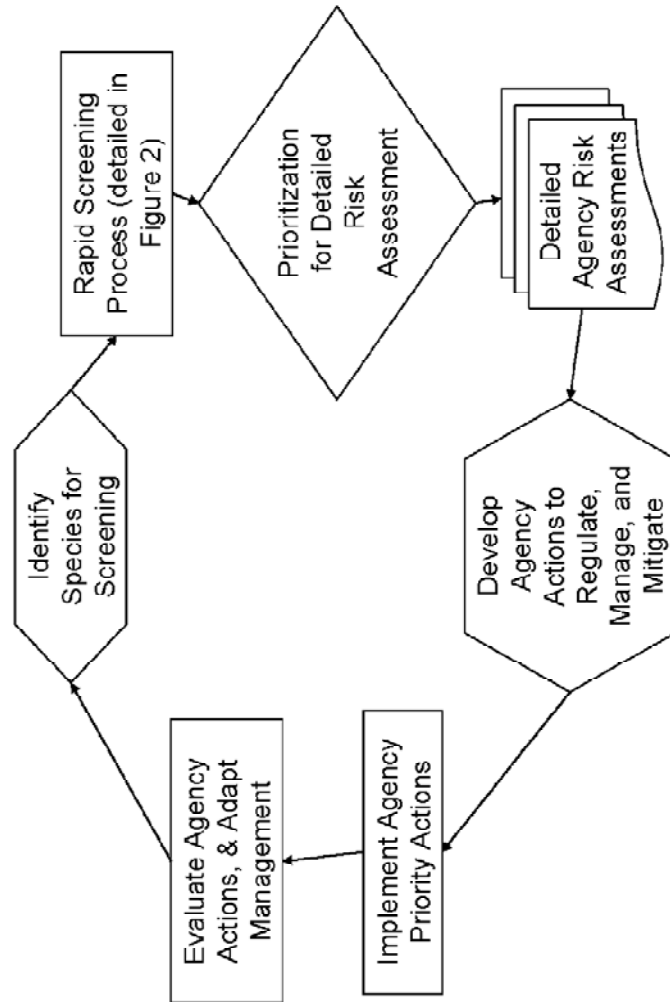 Identify
Species for
Screening
Rapid Screening
Process (detailed in
Figure 2)
Prioritization
for Detailed
Risk
Assessment
Detailed
Agency Risk
Assessments
Develop
Agency
Actions to
Regulate,
Manage, and
Mitigate
Implement Agency
Priority Actions
Evaluate Agency
Actions, & Adapt
Management